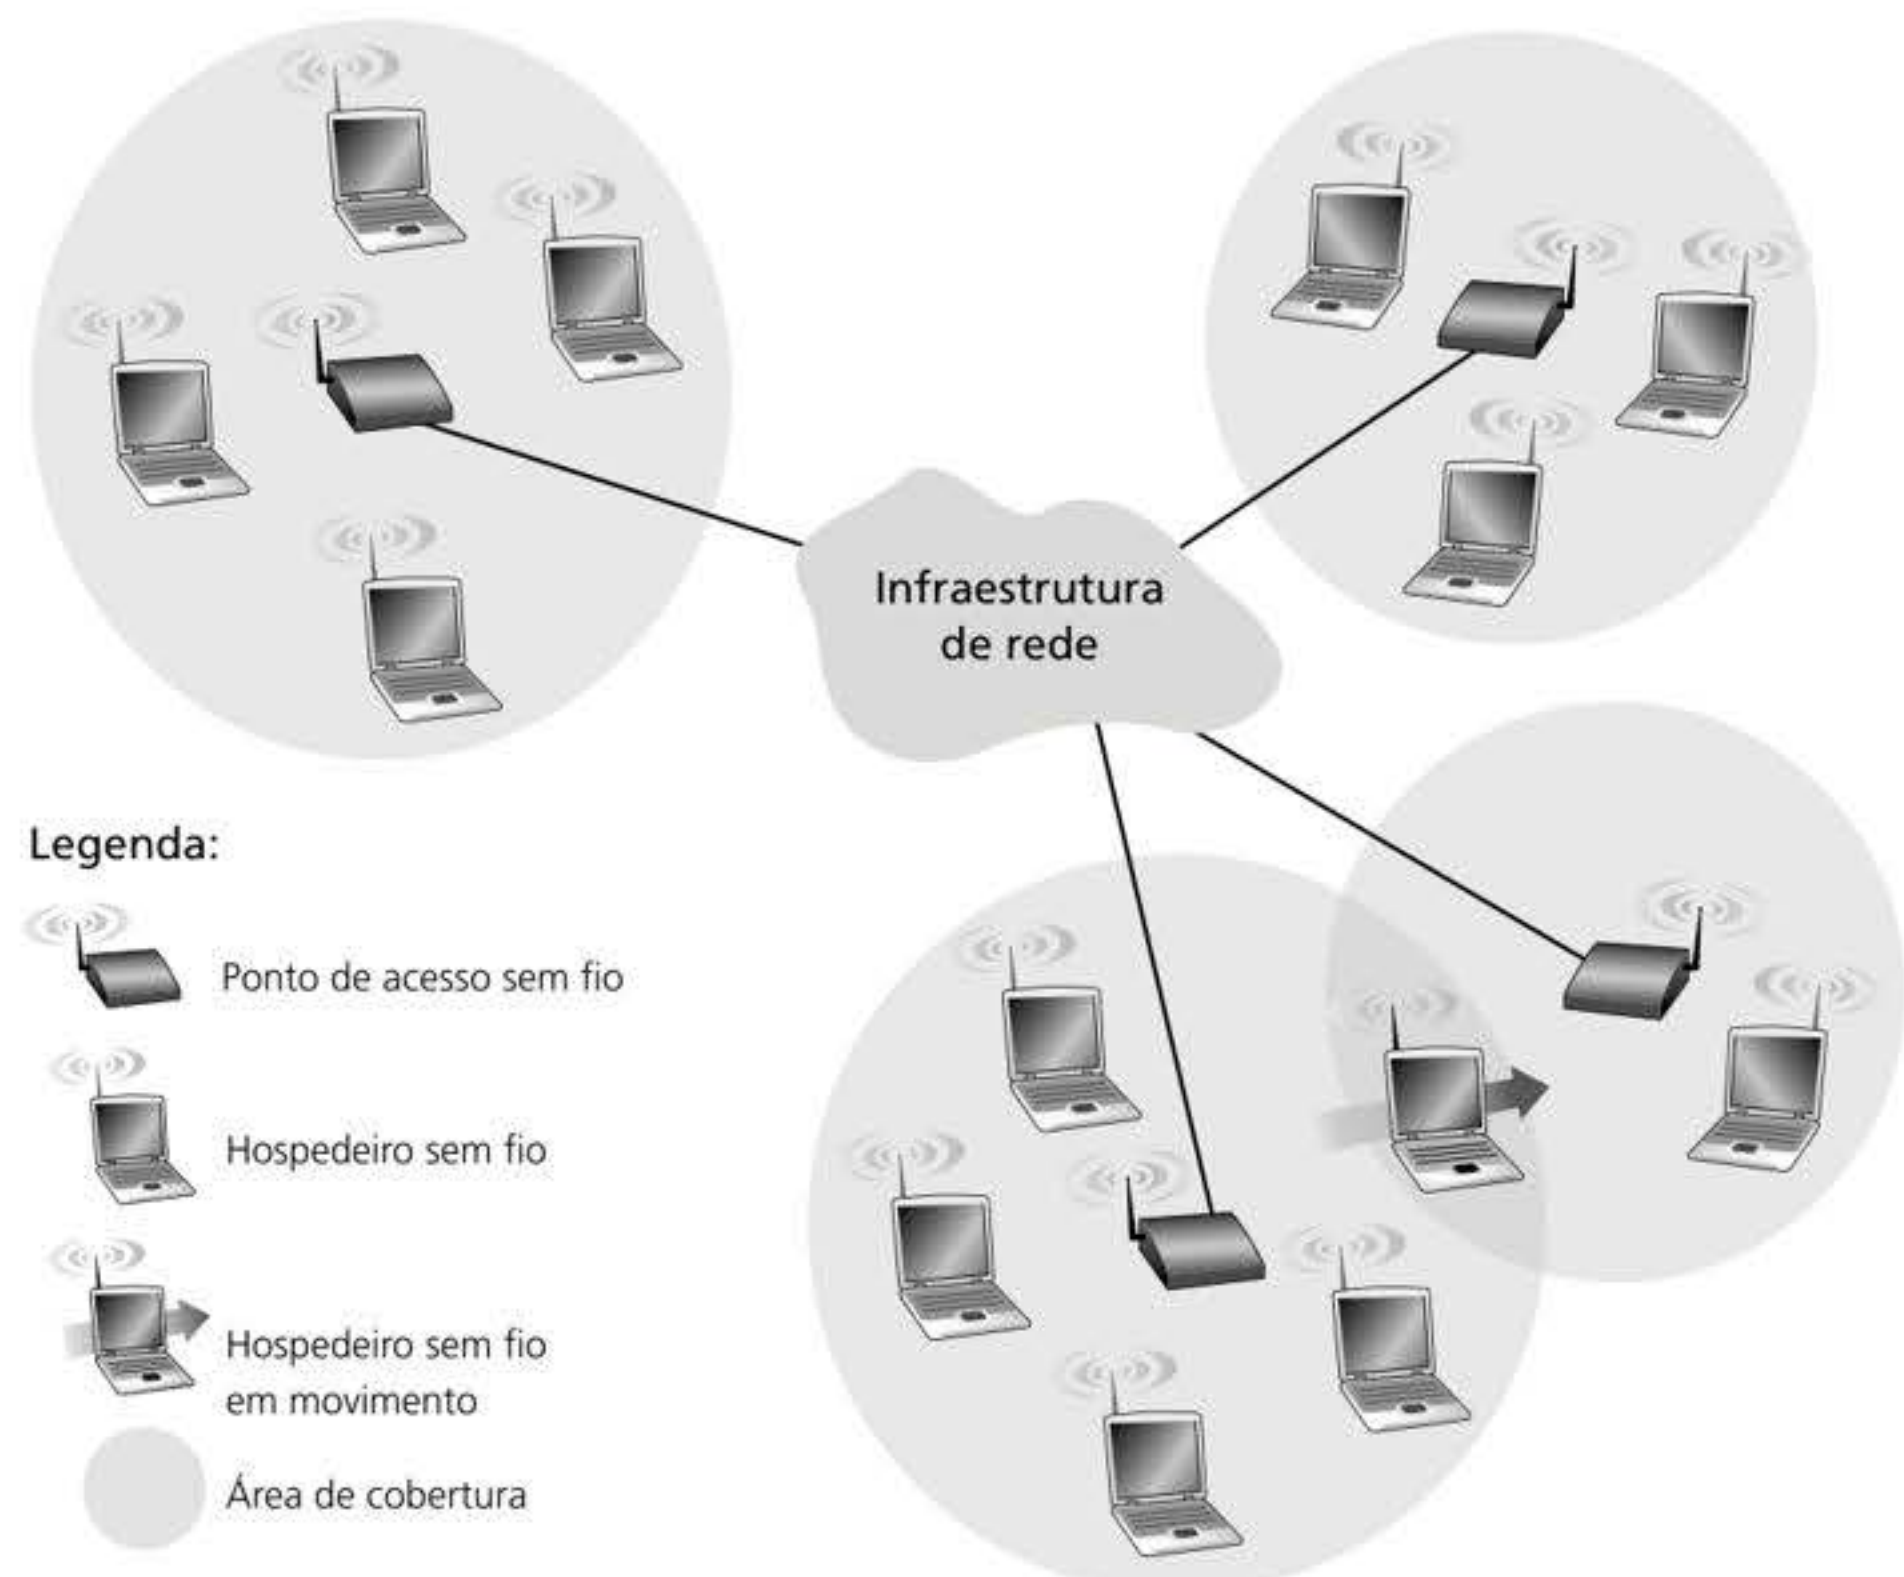 Infraestrutura
de rede
Legenda:
Ponto de acesso sem fio
Hospedeiro sem fio
Hospedeiro sem fio
em movimento
Área de cobertura